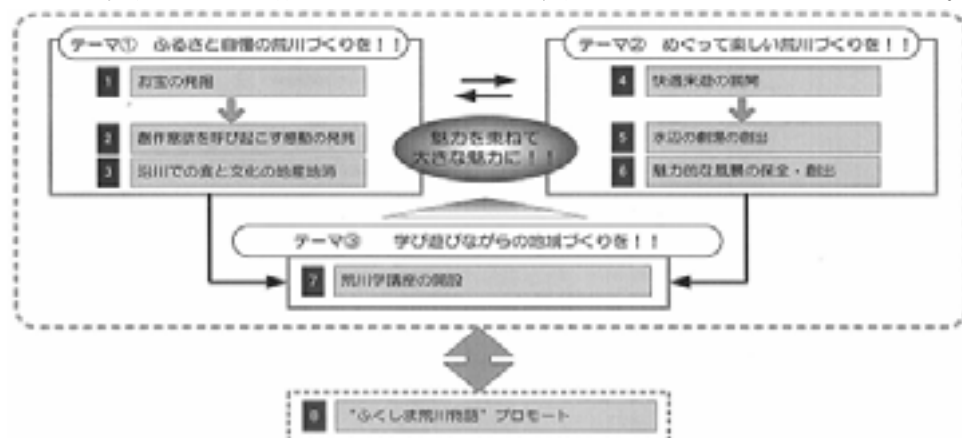 テーマ① ふるさと自慢の荒川づくりを！！
1 お宝の発掘
2 創作意欲を呼び起こす感動の発見
3 沿川での食と文化の地産地消
テーマ② めぐって楽しい荒川づくりを！！
4 快適来遊の展開
5 水辺の劇場の創出
6 魅力的な風景の保全・創出
魅力を束ねて
大きな魅力に！！
テーマ③ 学び遊びながらの地域づくりを！！
7 荒川学講座の開設
8 "ふくしま荒川物語" プロモート